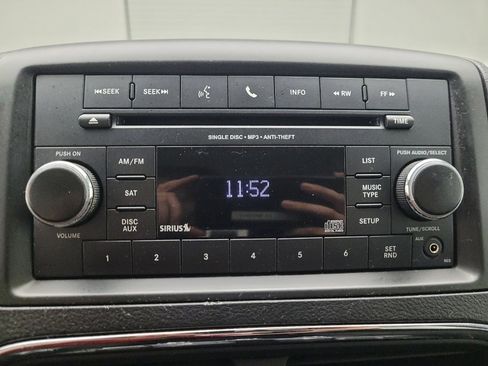 SEEK SEEK INFO RW FF
TIME
SINGLE DISC • MP3 • ANTI-THEFT
PUSH ON
AM/FM
LIST
PUSH AUDIO/SELECT
SAT
11:52
MUSIC
TYPE
DISC
AUX
SETUP
VOLUME
SIRIUS
TUNE/SCROLL
1 2 3 4 5 6 SET
RND
AUX
RES